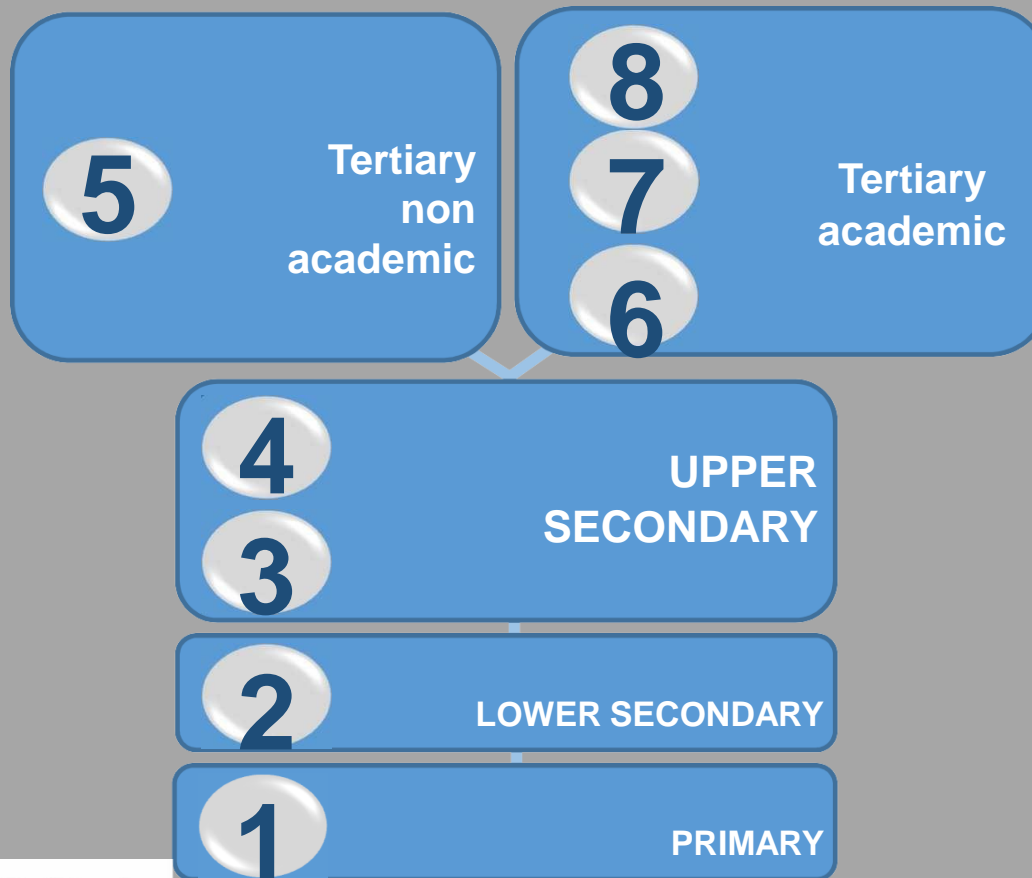 5
Tertiary
non
academic
8
7
6
Tertiary
academic
4
3
UPPER
SECONDARY
2
LOWER SECONDARY
1
PRIMARY